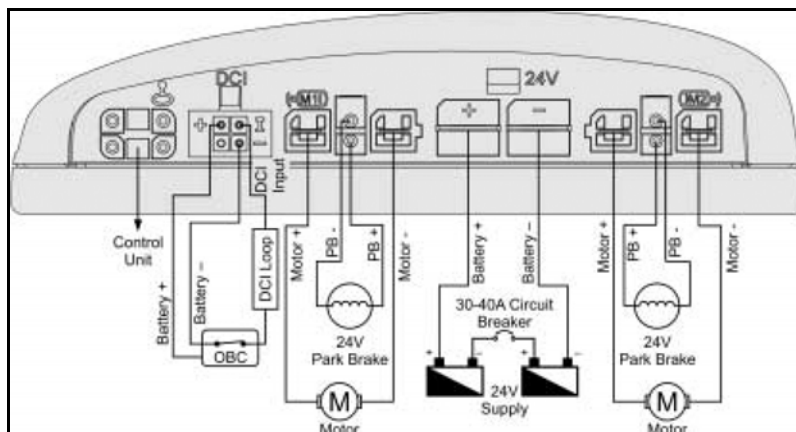 DCI
M1
24V
M2
+
I
−
+
−
Control
Unit
DCI
Input
Battery +
Battery –
DCI Loop
OBC
Motor +
PB -
PB +
Motor -
24V
Park Brake
M
Motor
Battery +
Battery –
30-40A Circuit
Breaker
+
–
+
–
24V
Supply
Motor +
PB +
PB -
Motor -
24V
Park Brake
M
Motor